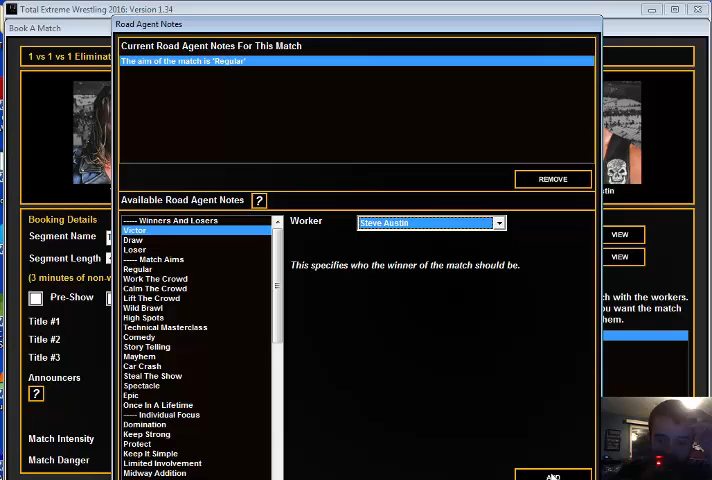 Total Extreme Wrestling 2016: Version 1.34
Book A Match
Road Agent Notes
Current Road Agent Notes For This Match
The aim of the match is 'Regular'
1 vs 1 vs 1
REMOVE
Available Road Agent Notes ?
----- Winners And Losers
Victor
Draw
Loser
----- Match Aims
Regular
Work The Crowd
Calm The Crowd
Lift The Crowd
Wild Brawl
High Spots
Technical Masterclass
Comedy
Story Telling
Mayhem
Car Crash
Steal The Show
Spectacle
Epic
Once In A Lifetime
----- Individual Focus
Domination
Keep Strong
Protect
Keep It Simple
Limited Involvement
Midway Addition
Worker
Steve Austin
This specifies who the winner of the match should be.
ADD
Booking Details
Segment Name
Segment Length
(3 minutes of
Pre-Show
Title #1
Title #2
Title #3
Announcers
?
Match Intensity
Match Danger
VIEW
VIEW
with the workers.
want the match